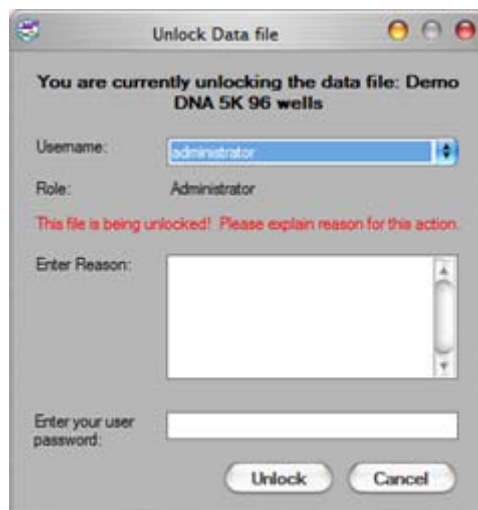 Unlock Data file
You are currently unlocking the data file: Demo
DNA 5K 96 wells
Username:
administrator
Role:
Administrator
This file is being unlocked! Please explain reason for this action.
Enter Reason:
Enter your user
password:
Unlock
Cancel